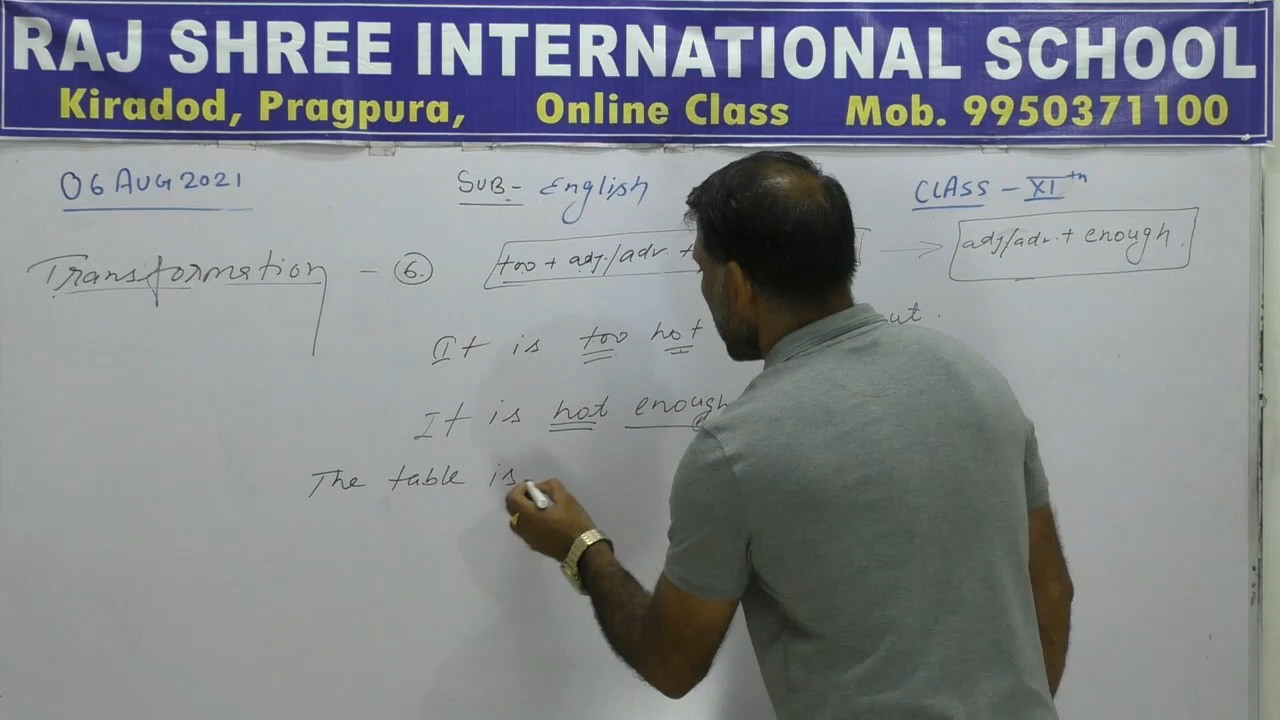 RAJ SHREE INTERNATIONAL SCHOOL
Kiradod, Pragpura, Online Class Mob. 9950371100
06 AUG 2021 SUB.- English CLASS - XIth
Transformation - 6. too + adj./adv. + → adj/adv. + enough.
It is too hot out.
It is hot enough
The table is